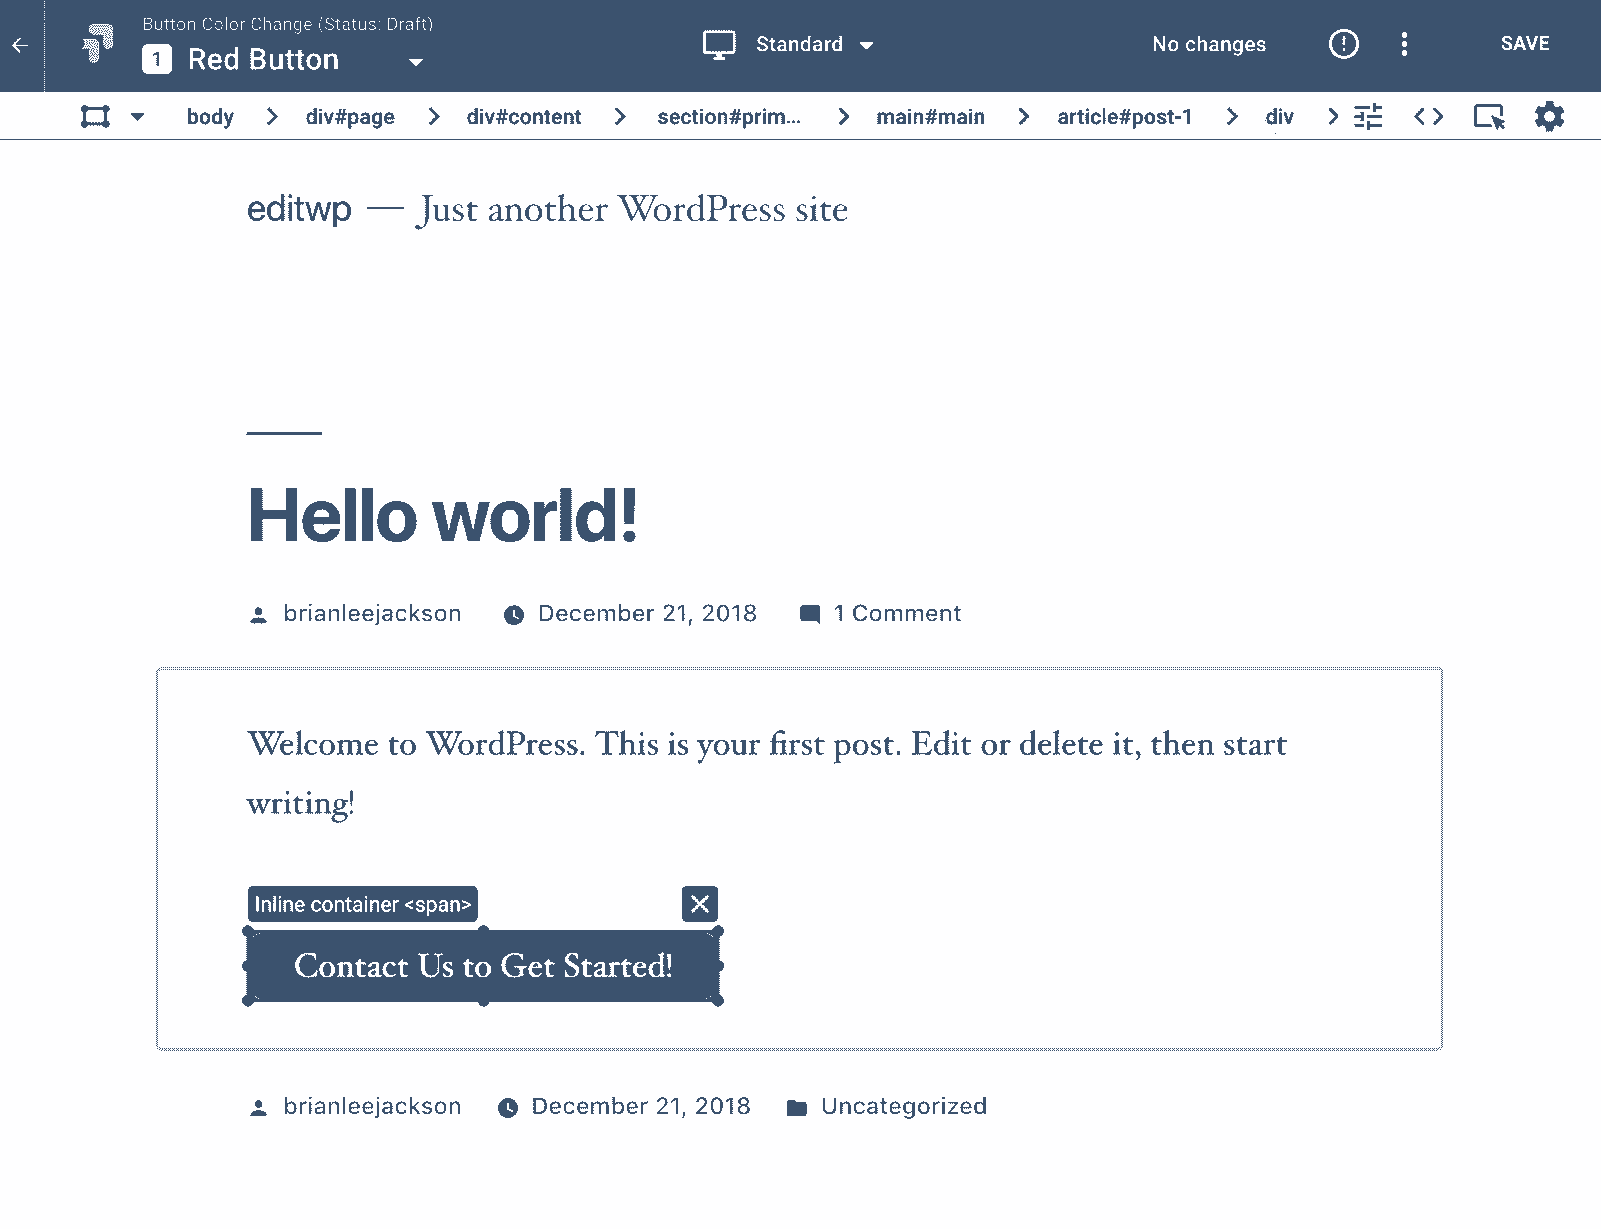 Button Color Change (Status: Draft)
1 Red Button
Standard
No changes
SAVE
body div#page div#content section#prim... main#main article#post-1 div
editwp — Just another WordPress site
Hello world!
brianleejackson December 21, 2018 1 Comment
Welcome to WordPress. This is your first post. Edit or delete it, then start
writing!
Inline container <span>
Contact Us to Get Started!
brianleejackson December 21, 2018 Uncategorized